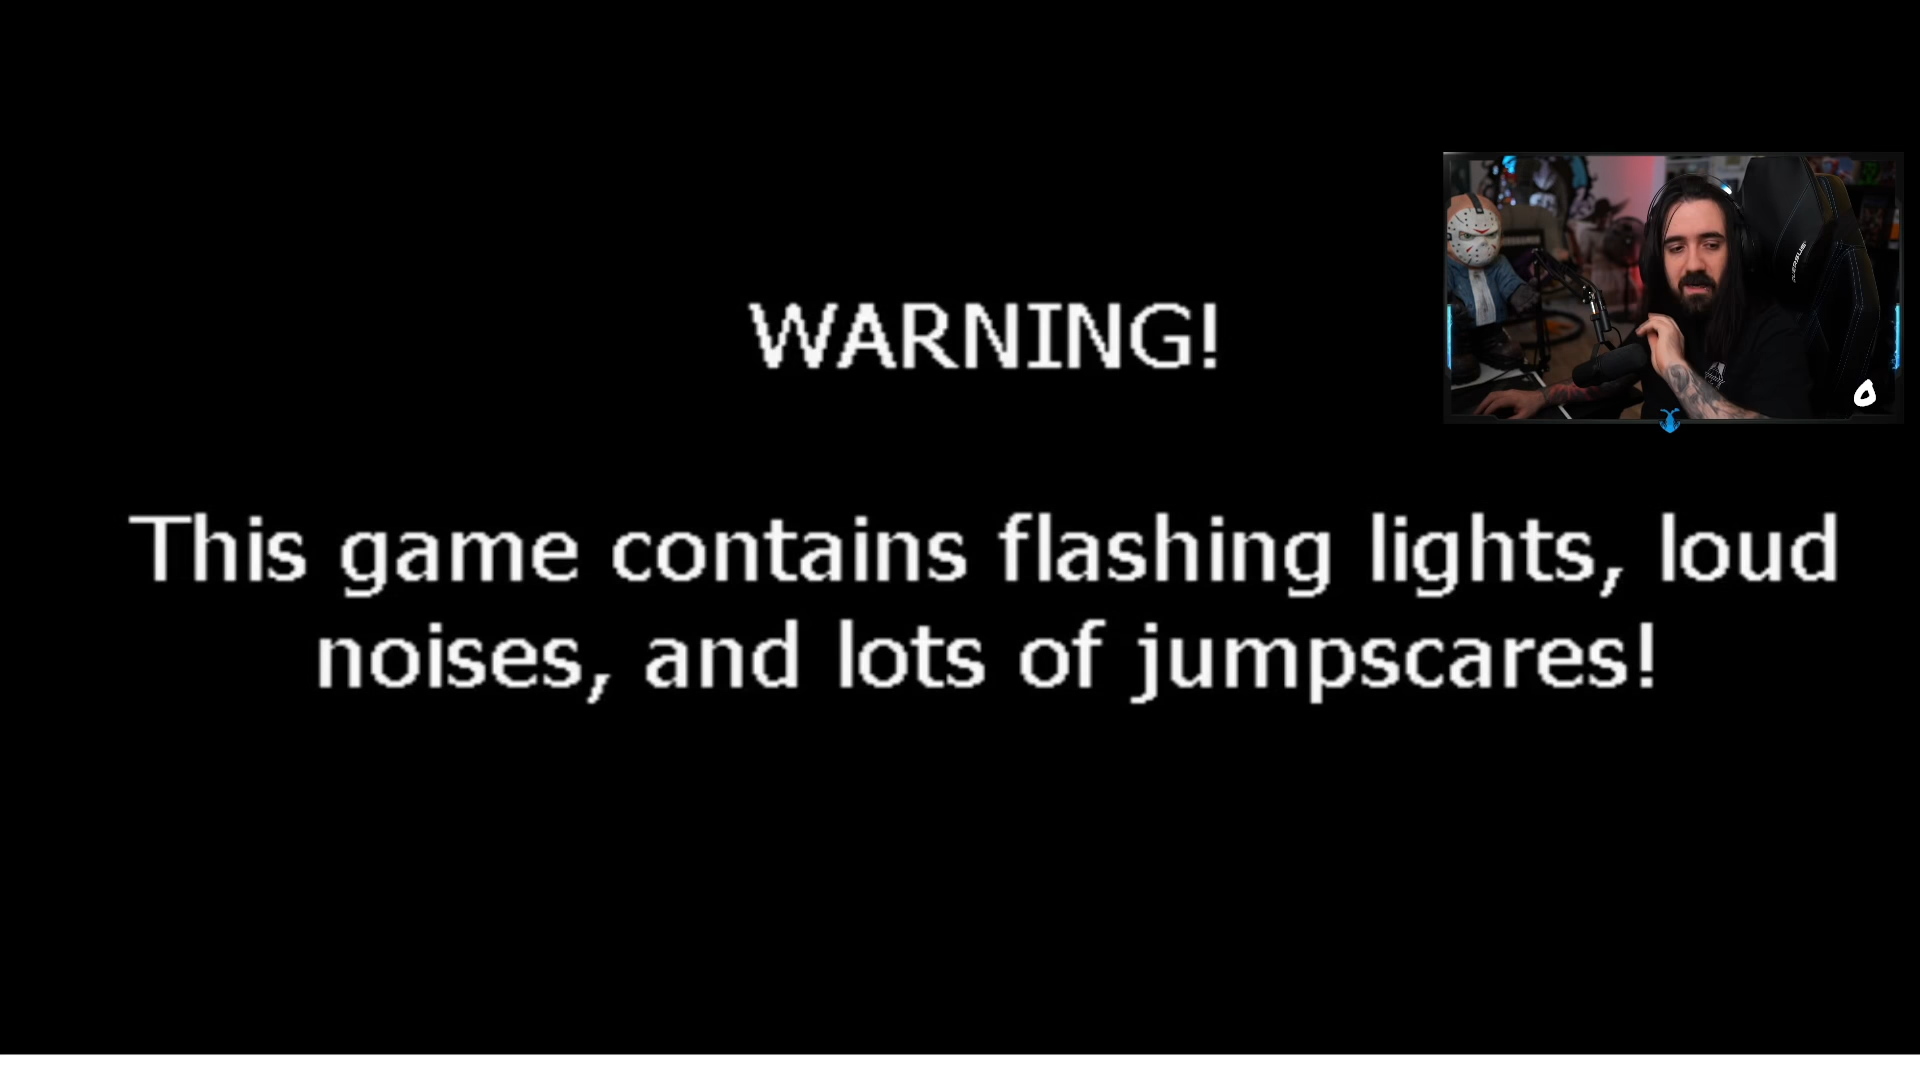 WARNING!
This game contains flashing lights, loud
noises, and lots of jumpscares!